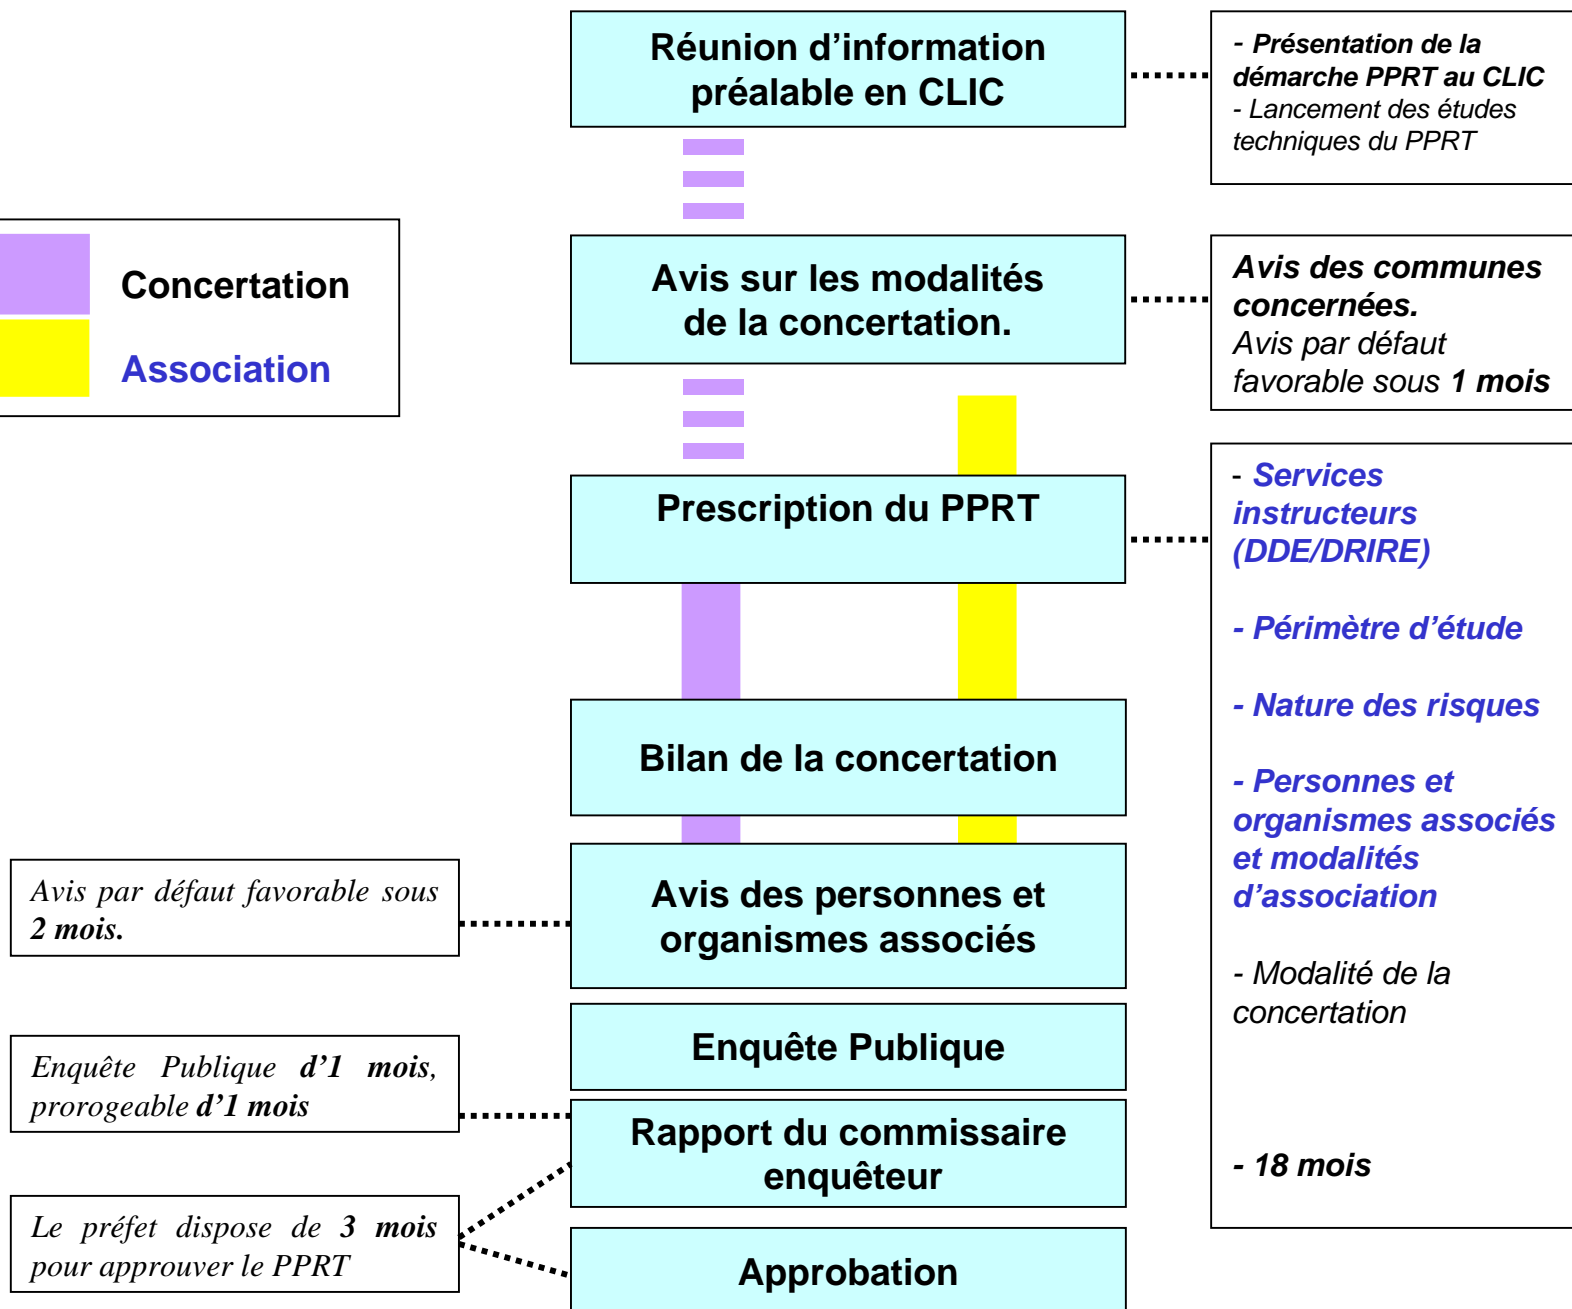 Réunion d’information
préalable en CLIC
- Présentation de la
démarche PPRT au CLIC
- Lancement des études
techniques du PPRT
Concertation
Association
Avis sur les modalités
de la concertation.
Avis des communes
concernées.
Avis par défaut
favorable sous 1 mois
Prescription du PPRT
- Services
instructeurs
(DDE/DRIRE)
- Périmètre d’étude
- Nature des risques
- Personnes et
organismes associés
et modalités
d’association
- Modalité de la
concertation
- 18 mois
Bilan de la concertation
Avis par défaut favorable sous
2 mois.
Avis des personnes et
organismes associés
Enquête Publique
Enquête Publique d’1 mois,
prorogeable d’1 mois
Rapport du commissaire
enquêteur
Le préfet dispose de 3 mois
pour approuver le PPRT
Approbation